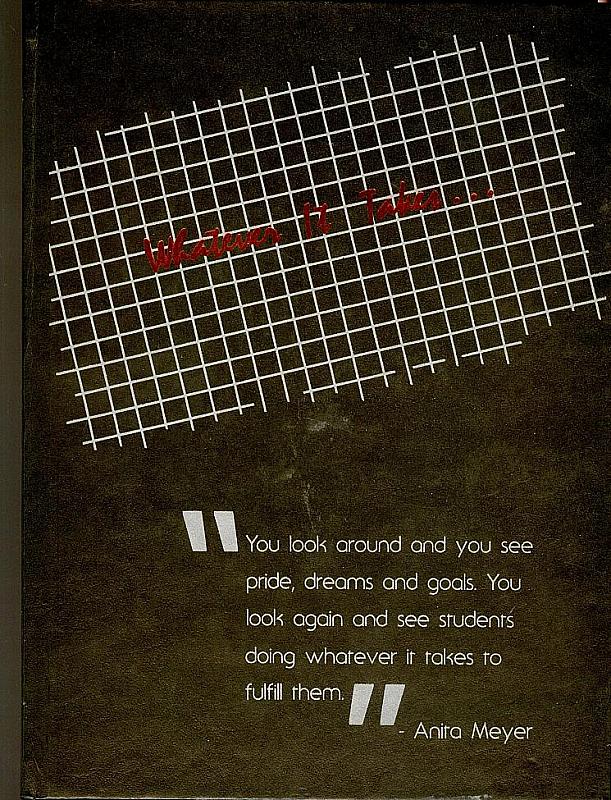 Whatever It Takes...
"You look around and you see
pride, dreams and goals. You
look again and see students
doing whatever it takes to
fulfill them."
- Anita Meyer